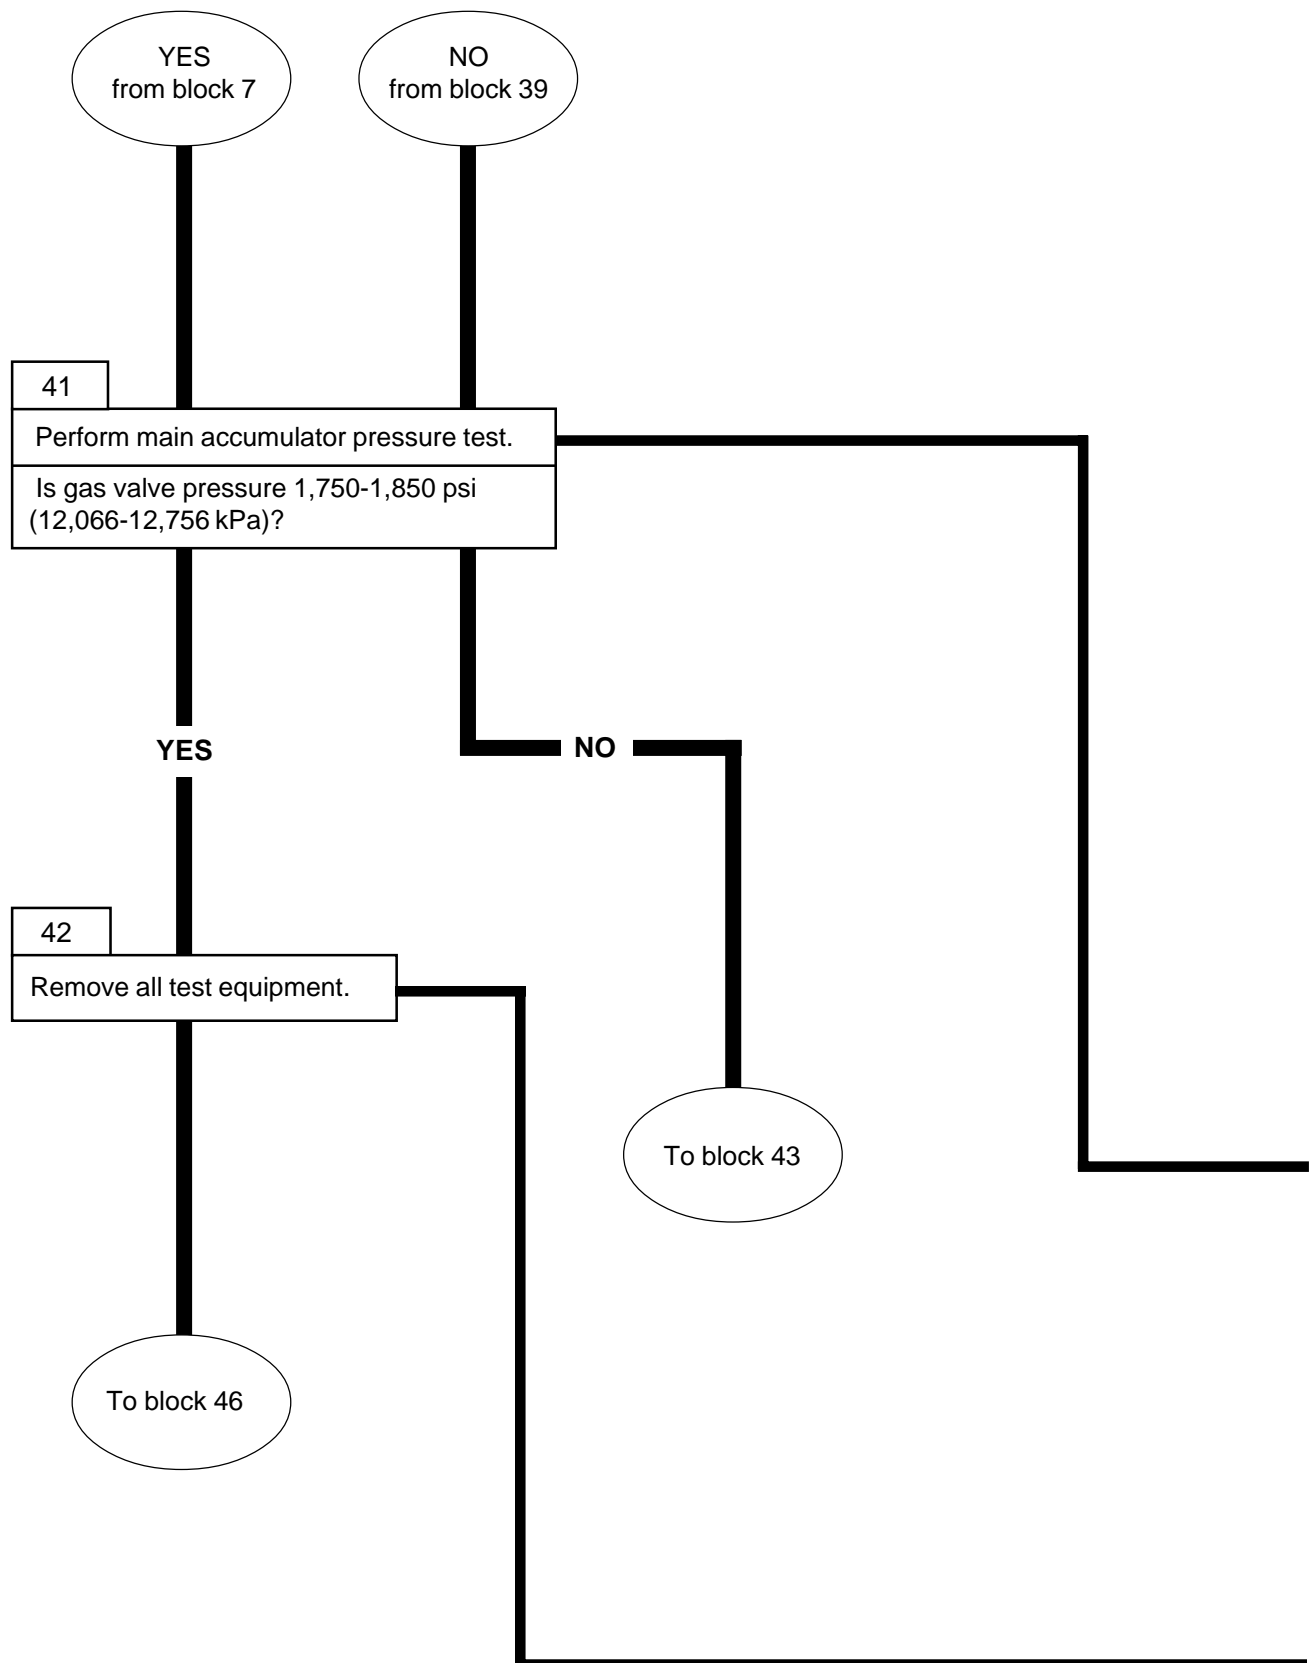 YES
from block 7
NO
from block 39
41
Perform main accumulator pressure test.
Is gas valve pressure 1,750-1,850 psi
(12,066-12,756 kPa)?
YES
NO
42
Remove all test equipment.
To block 43
To block 46